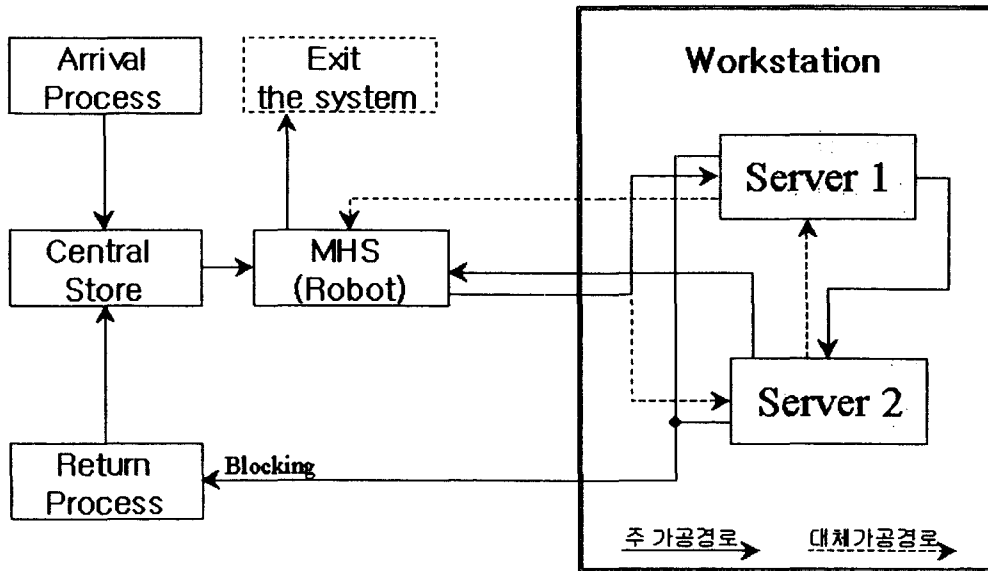 Arrival
Process
Exit
the system
Workstation
Server 1
Central
Store
MHS
(Robot)
Server 2
Return
Process
Blocking
주 가공경로
대체가공경로